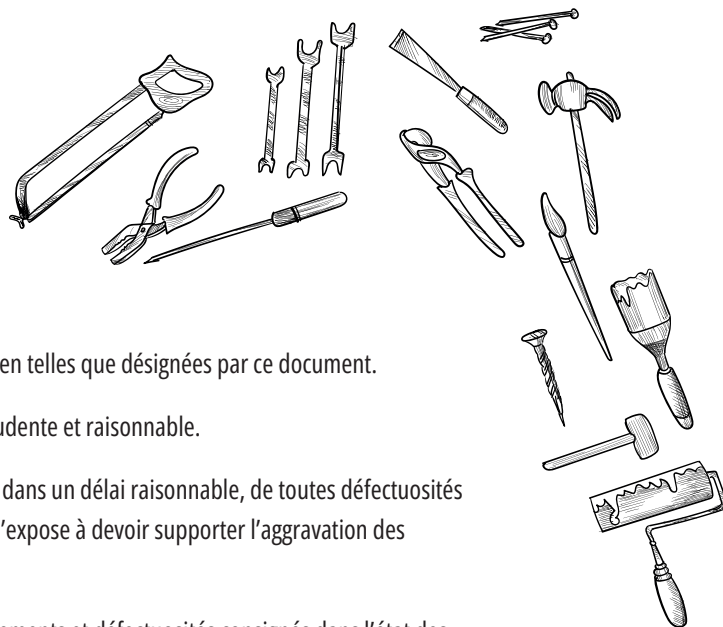 en telles que désignées par ce document.
udente et raisonnable.
dans un délai raisonnable, de toutes défectuosités
'expose à devoir supporter l'aggravation des